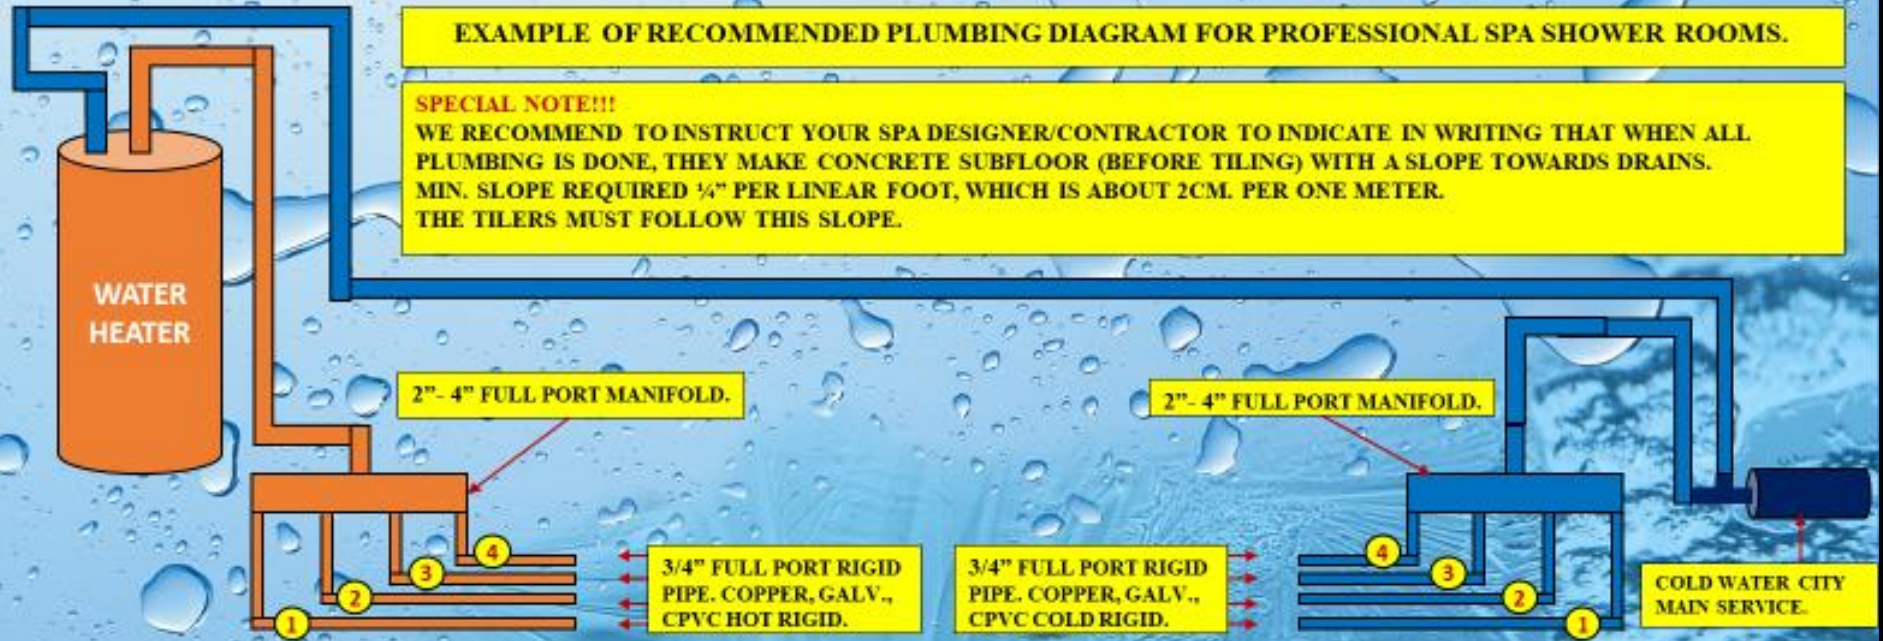 EXAMPLE OF RECOMMENDED PLUMBING DIAGRAM FOR PROFESSIONAL SPA SHOWER ROOMS.
SPECIAL NOTE!!!
WE RECOMMEND TO INSTRUCT YOUR SPA DESIGNER/CONTRACTOR TO INDICATE IN WRITING THAT WHEN ALL
PLUMBING IS DONE, THEY MAKE CONCRETE SUBFLOOR (BEFORE TILING) WITH A SLOPE TOWARDS DRAINS.
MIN. SLOPE REQUIRED ¼” PER LINEAR FOOT, WHICH IS ABOUT 2CM. PER ONE METER.
THE TILERS MUST FOLLOW THIS SLOPE.
WATER
HEATER
2”- 4” FULL PORT MANIFOLD.
2”- 4” FULL PORT MANIFOLD.
4
3
2
1
3/4” FULL PORT RIGID
PIPE. COPPER, GALV.,
CPVC HOT RIGID.
3/4” FULL PORT RIGID
PIPE. COPPER, GALV.,
CPVC COLD RIGID.
4
3
2
1
COLD WATER CITY
MAIN SERVICE.